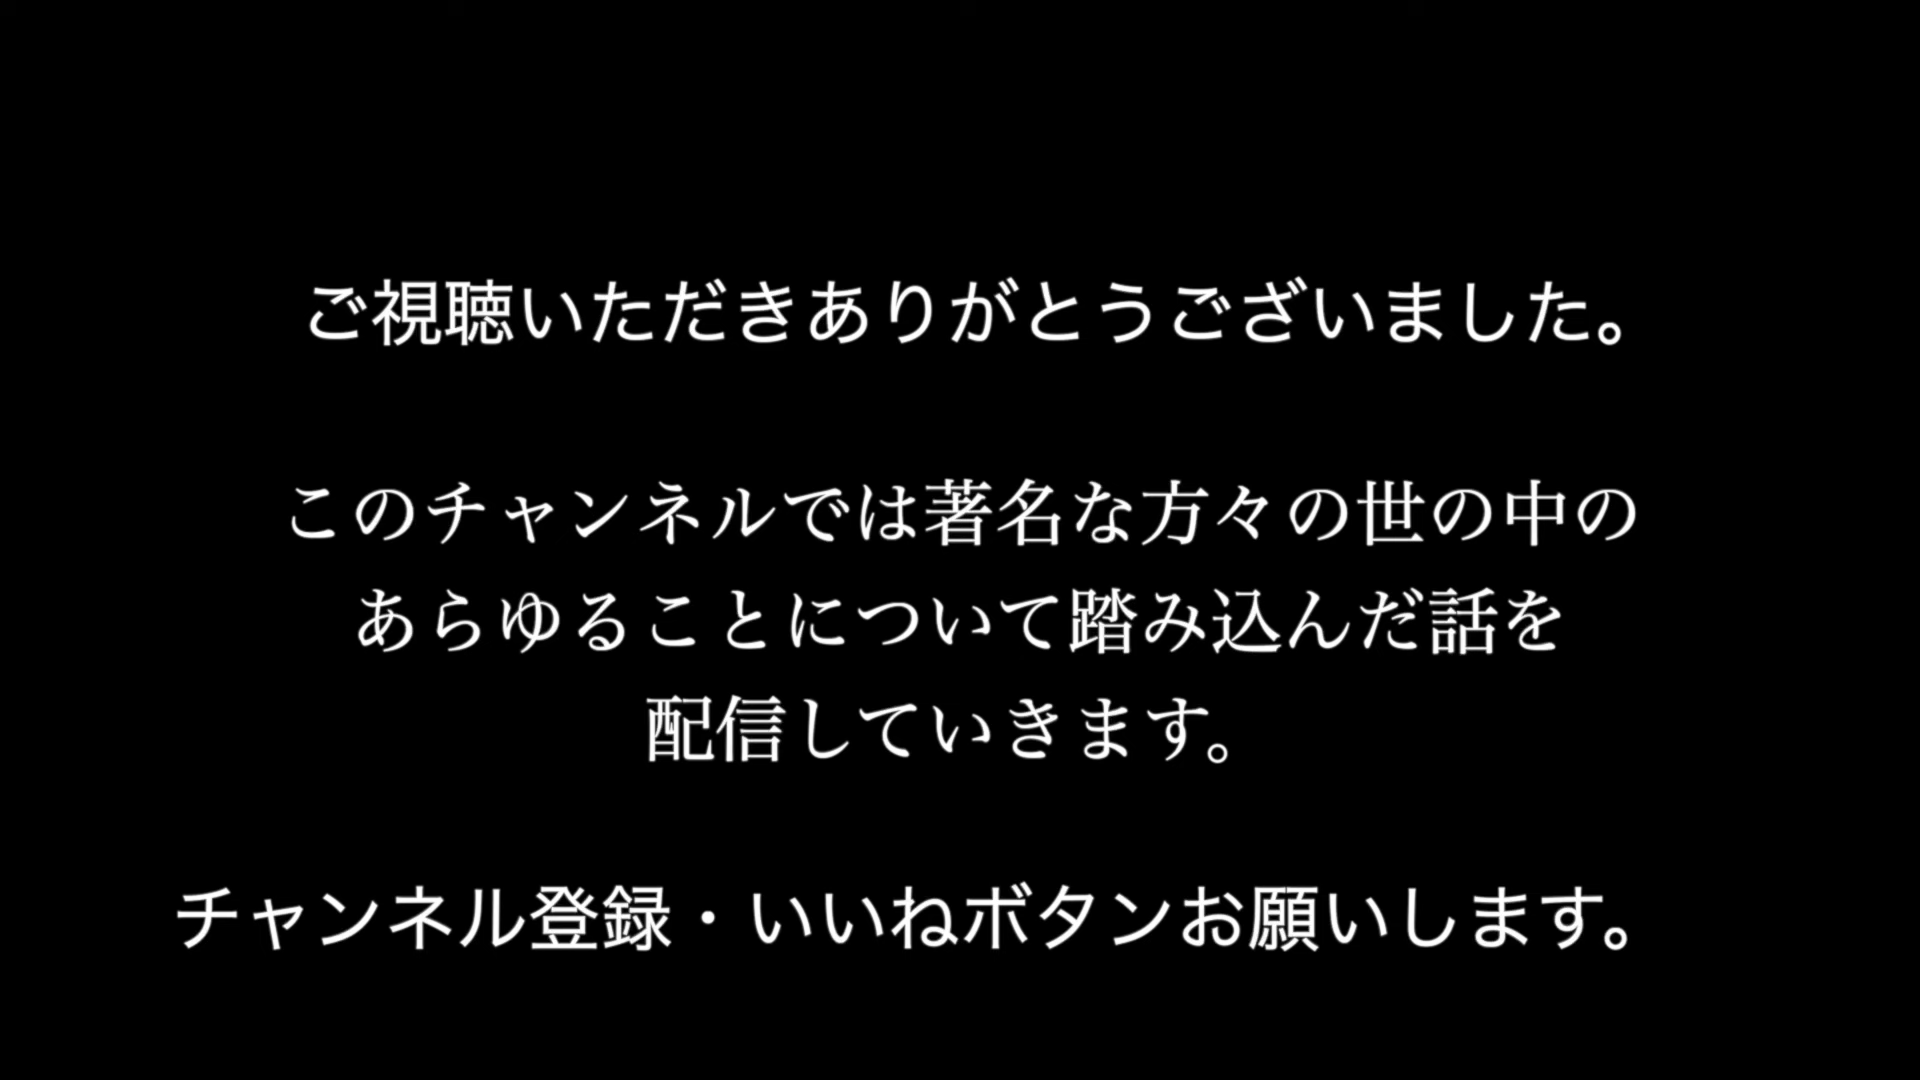 ご視聴いただきありがとうございました。
このチャンネルでは著名な方々の世の中の
あらゆることについて踏み込んだ話を
配信していきます。
チャンネル登録・いいねボタンお願いします。